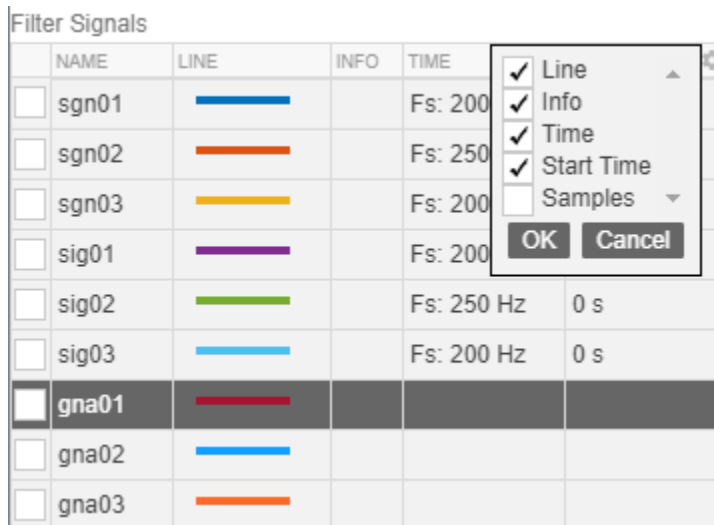 Filter Signals
NAME LINE INFO TIME
Line
Info
Time
Start Time
Samples
OK Cancel
sgn01 Fs: 200
sgn02 Fs: 250
sgn03 Fs: 200
sig01 Fs: 200
sig02 Fs: 250 Hz 0 s
sig03 Fs: 200 Hz 0 s
gna01
gna02
gna03